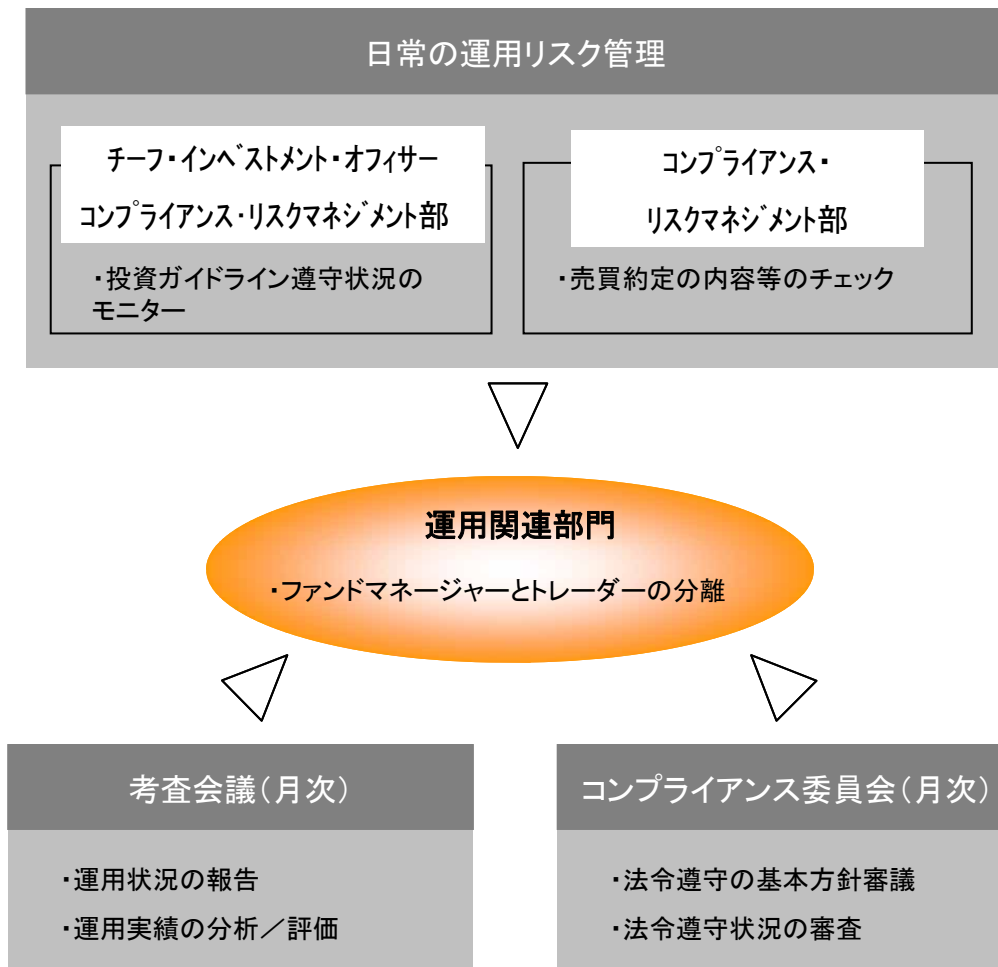 日常の運用リスク管理
チーフ・インベストメント・オフィサー
コンプライアンス・リスクマネジメント部
・投資ガイドライン遵守状況の
モニター
コンプライアンス・
リスクマネジメント部
・売買約定の内容等のチェック
運用関連部門
・ファンドマネージャーとトレーダーの分離
考査会議(月次)
・運用状況の報告
・運用実績の分析/評価
コンプライアンス委員会(月次)
・法令遵守の基本方針審議
・法令遵守状況の審査